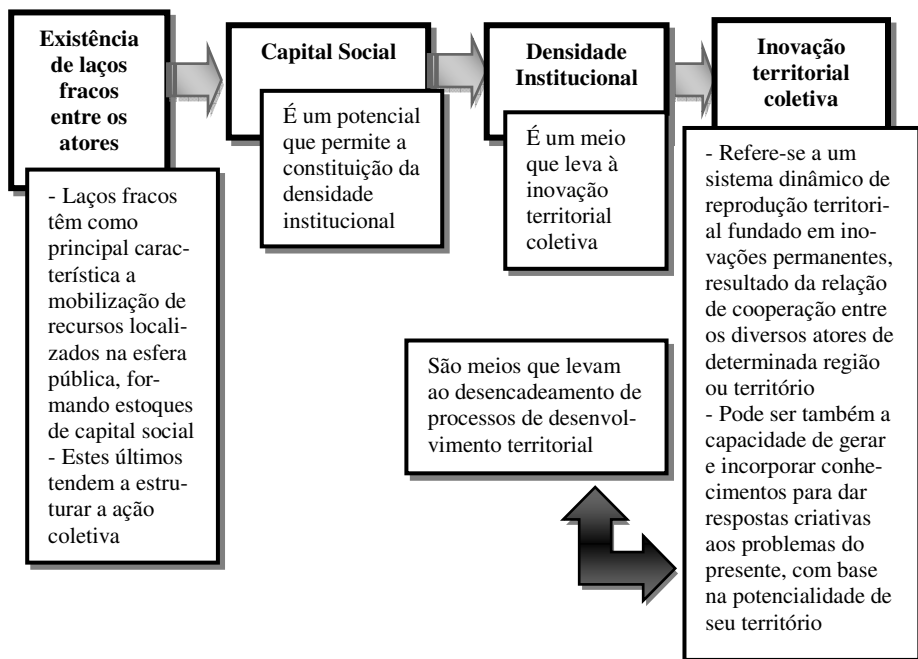 Existência
de laços
fracos
entre os
atores
- Laços fracos
têm como
principal carac-
terística a
mobilização de
recursos locali-
zados na esfera
pública, for-
mando estoques
de capital social
- Estes últimos
tendem a estru-
turar a ação
coletiva
Capital Social
É um potencial
que permite a
constituição da
densidade
institucional
Densidade
Institucional
É um meio
que leva à
inovação
territorial
coletiva
Inovação
territorial
coletiva
- Refere-se a um
sistema dinâmico de
reprodução territori-
al fundado em ino-
vações permanentes,
resultado da relação
de cooperação entre
os diversos atores de
determinada região
ou território
- Pode ser também a
capacidade de gerar
e incorporar conhe-
cimentos para dar
respostas criativas
aos problemas do
presente, com base
na potencialidade de
seu território
São meios que levam
ao desencadeamento de
processos de desenvol-
vimento territorial